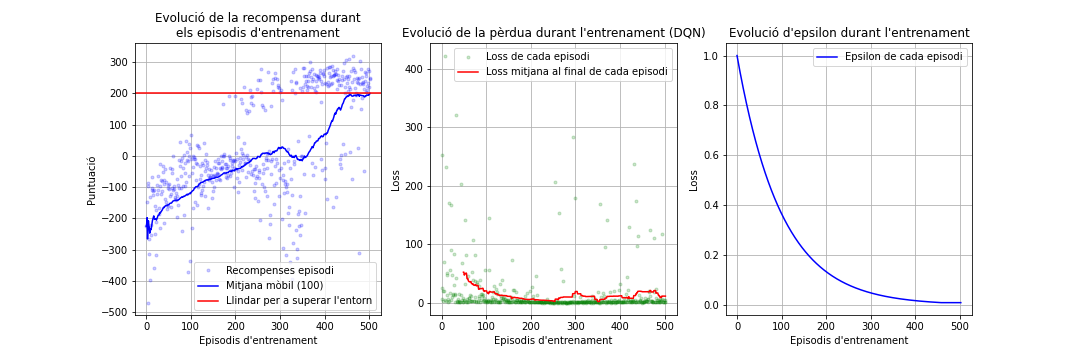 Evolució de la recompensa durant
els episodis d'entrenament
300
200
100
0
−100
−200
−300
−400
−500
Puntuació
Recompenses episodi
Mitjana mòbil (100)
Llindar per a superar l'entorn
0
100
200
300
400
500
Episodis d'entrenament
Evolució de la pèrdua durant l'entrenament (DQN)
400
300
200
100
0
Loss
Loss de cada episodi
Loss mitjana al final de cada episodi
0
100
200
300
400
500
Episodis d'entrenament
Evolució d'epsilon durant l'entrenament
1.0
0.8
0.6
0.4
0.2
0.0
Loss
Epsilon de cada episodi
0
100
200
300
400
500
Episodis d'entrenament